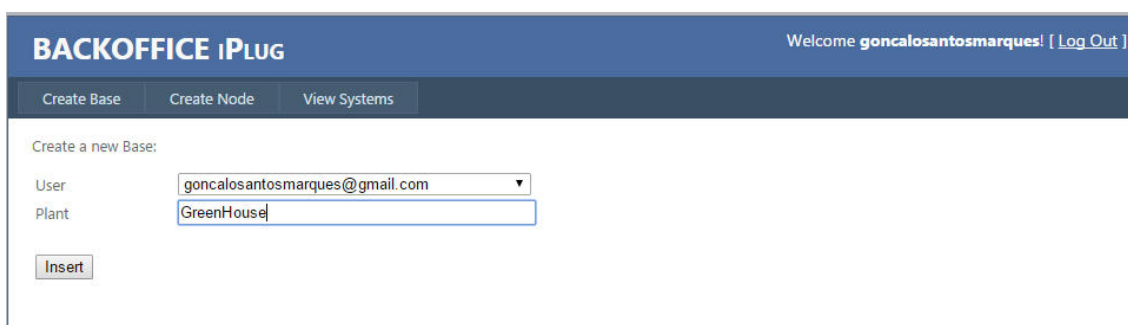 BACKOFFICE iPLUG
Welcome goncalosantosmarques! [ Log Out ]
Create Base Create Node View Systems
Create a new Base:
User goncalosantosmarques@gmail.com
Plant GreenHouse
Insert